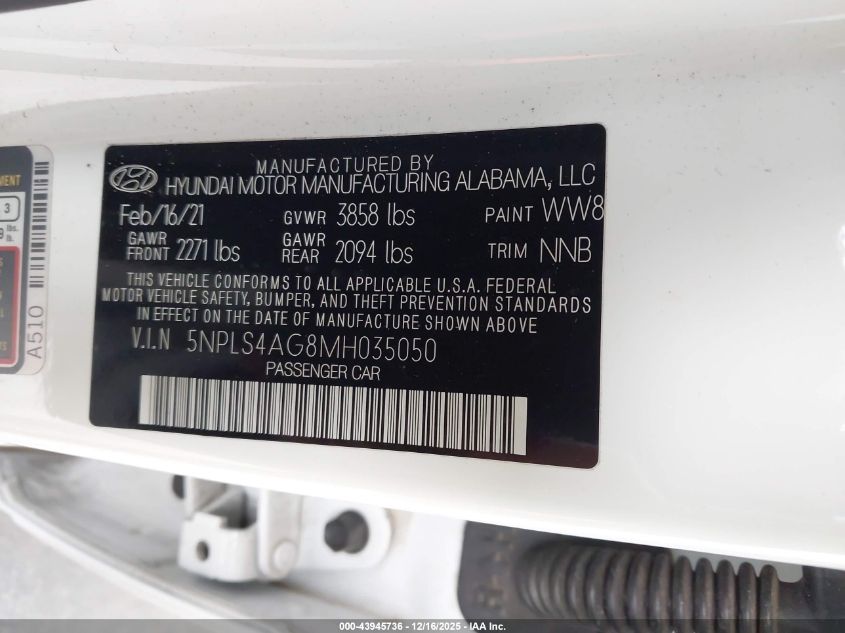 MANUFACTURED BY
HYUNDAI MOTOR MANUFACTURING ALABAMA, LLC
Feb/16/21 GVWR 3858 lbs PAINT WW8
GAWR FRONT 2271 lbs GAWR REAR 2094 lbs TRIM NNB
THIS VEHICLE CONFORMS TO ALL APPLICABLE U.S.A. FEDERAL
MOTOR VEHICLE SAFETY, BUMPER, AND THEFT PREVENTION STANDARDS
IN EFFECT ON THE DATE OF MANUFACTURE SHOWN ABOVE
V.I.N 5NPLS4AG8MH035050
PASSENGER CAR
3
lbs.
lb.
A510
000-43945736 - 12/16/2025 - IAA Inc.